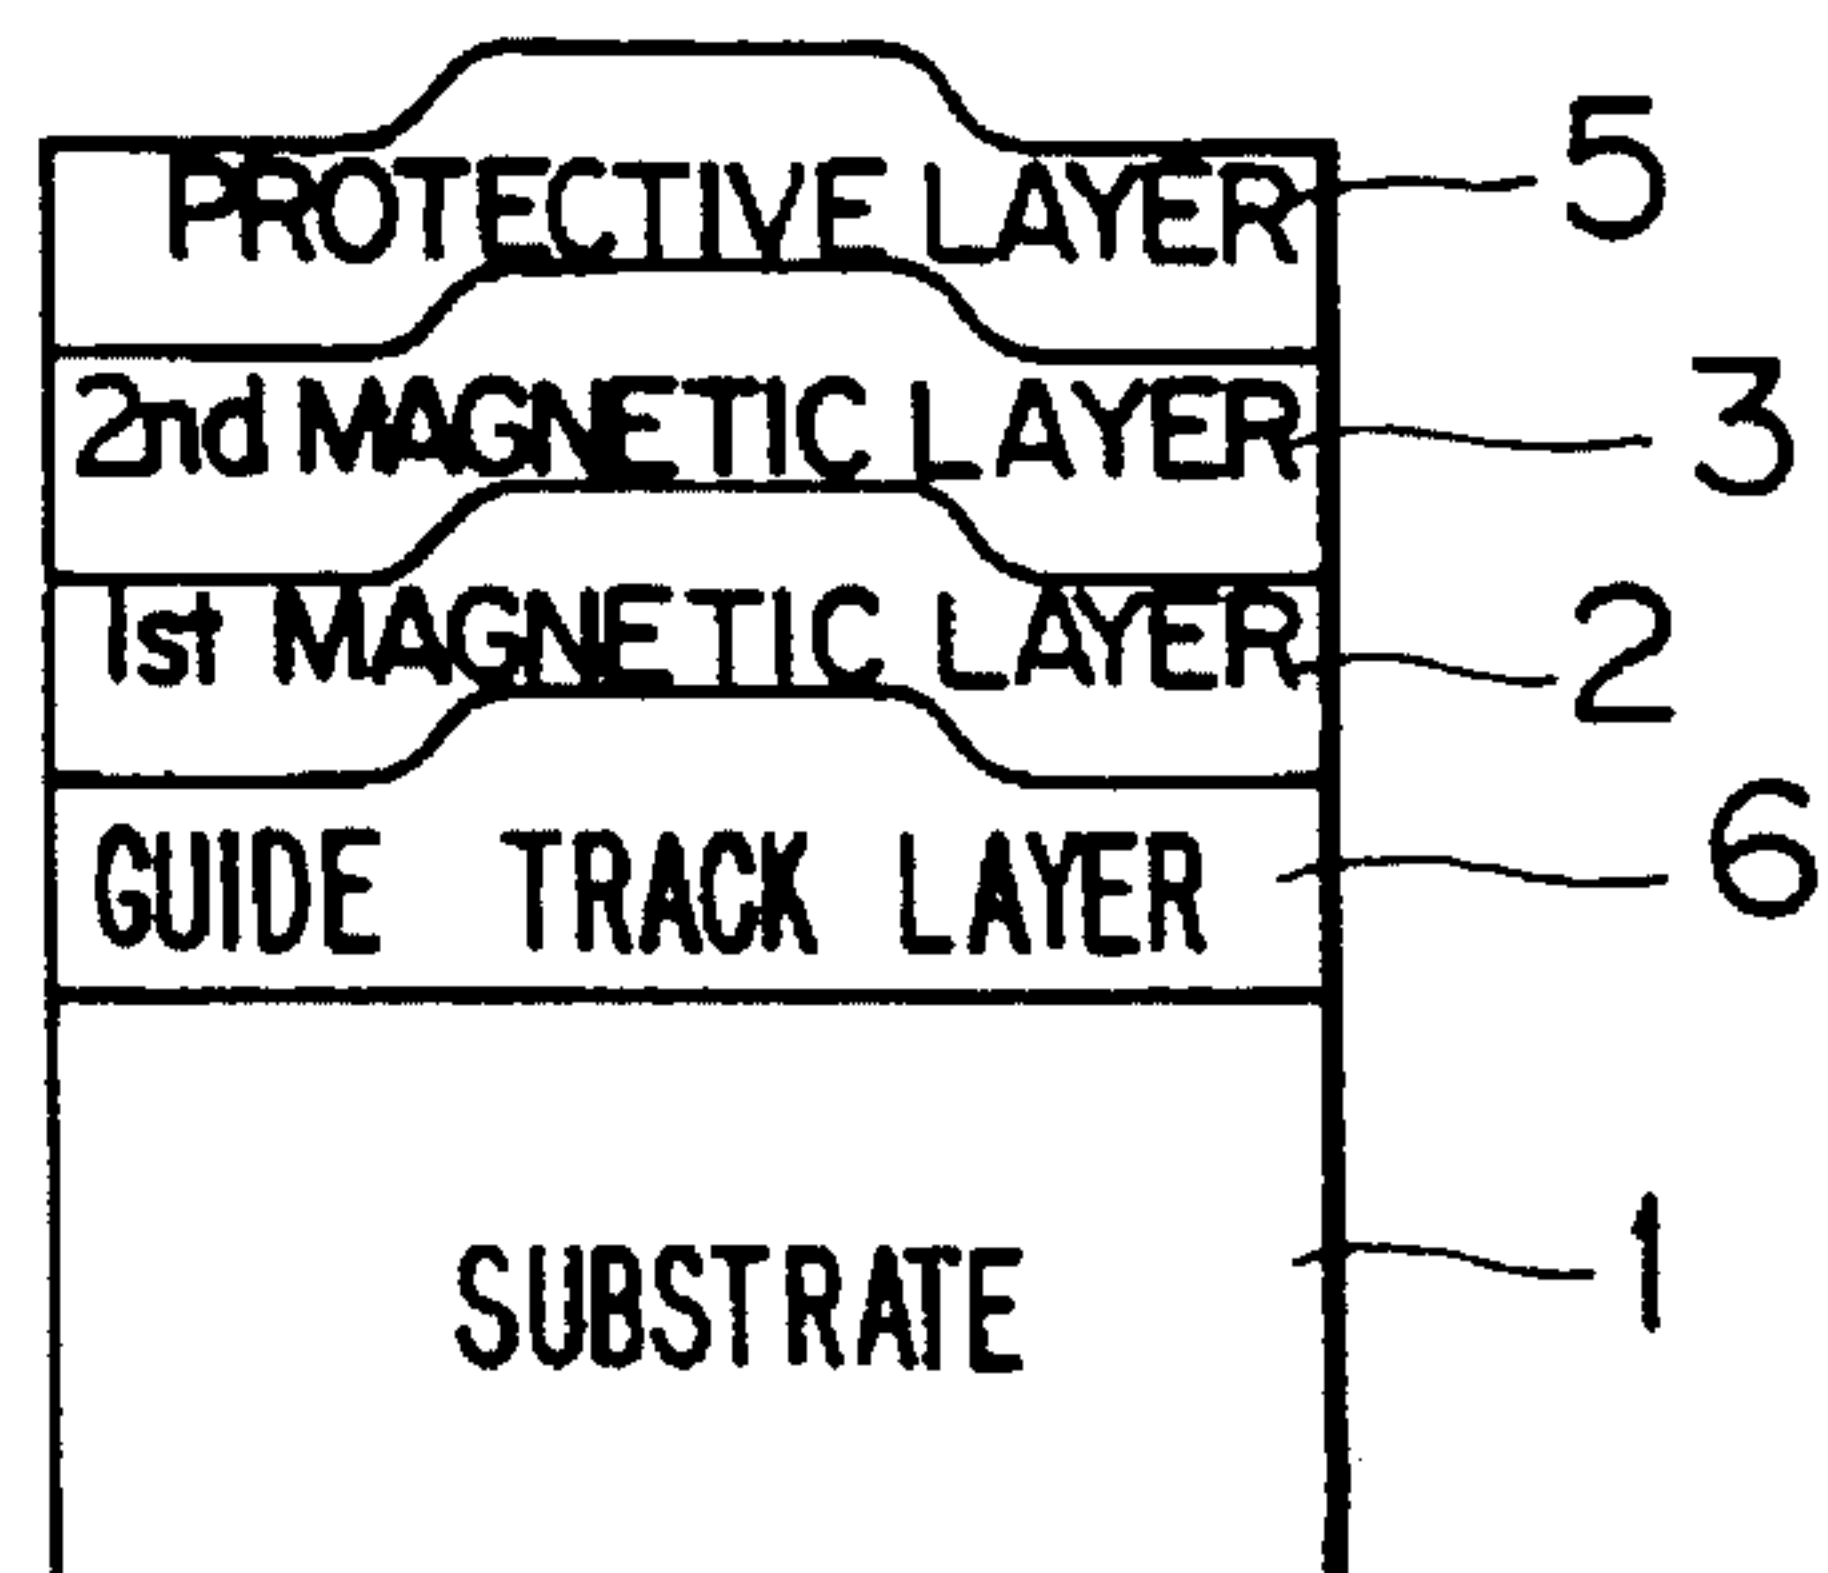 PROTECTIVE LAYER 5
2nd MAGNETIC LAYER 3
1st MAGNETIC LAYER 2
GUIDE TRACK LAYER 6
SUBSTRATE 1